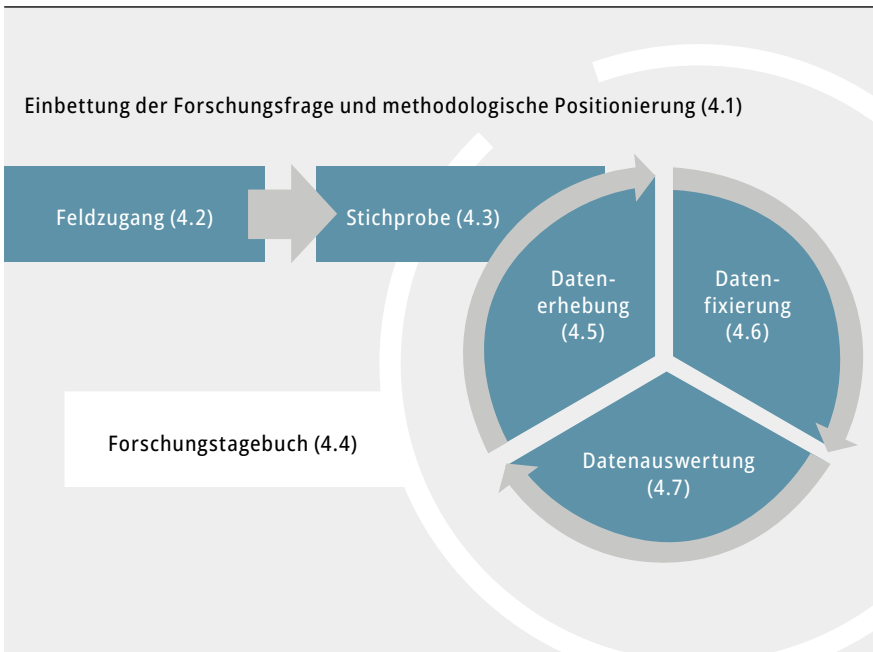 Einbettung der Forschungsfrage und methodologische Positionierung (4.1)
Feldzugang (4.2)
Stichprobe (4.3)
Daten-
erhebung
(4.5)
Daten-
fixierung
(4.6)
Forschungstagebuch (4.4)
Datenauswertung
(4.7)